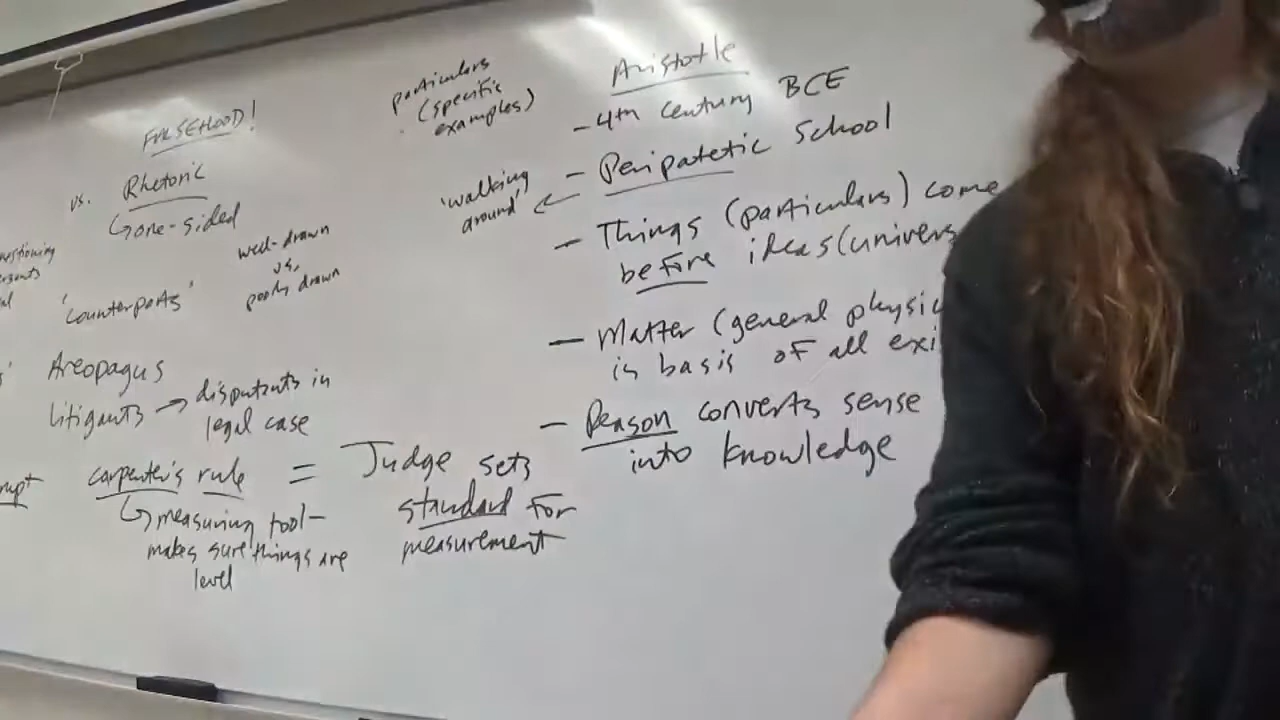 FALSEHOOD!
vs. Rhetoric
one-sided
well-drawn
vs.
poorly drawn
'counterparts'
Areopagus
litigants → disputants in
legal case
carpenter's rule = Judge sets
standard for
measurement
measuring tool-
makes sure things are
level
particulars
(specific
examples)
'walking
around'
Aristotle
- 4th century BCE
- Peripatetic School
- Things (particulars) come
before ideas (univers
- Matter (general physic
is basis of all exi
- Reason converts sense
into knowledge